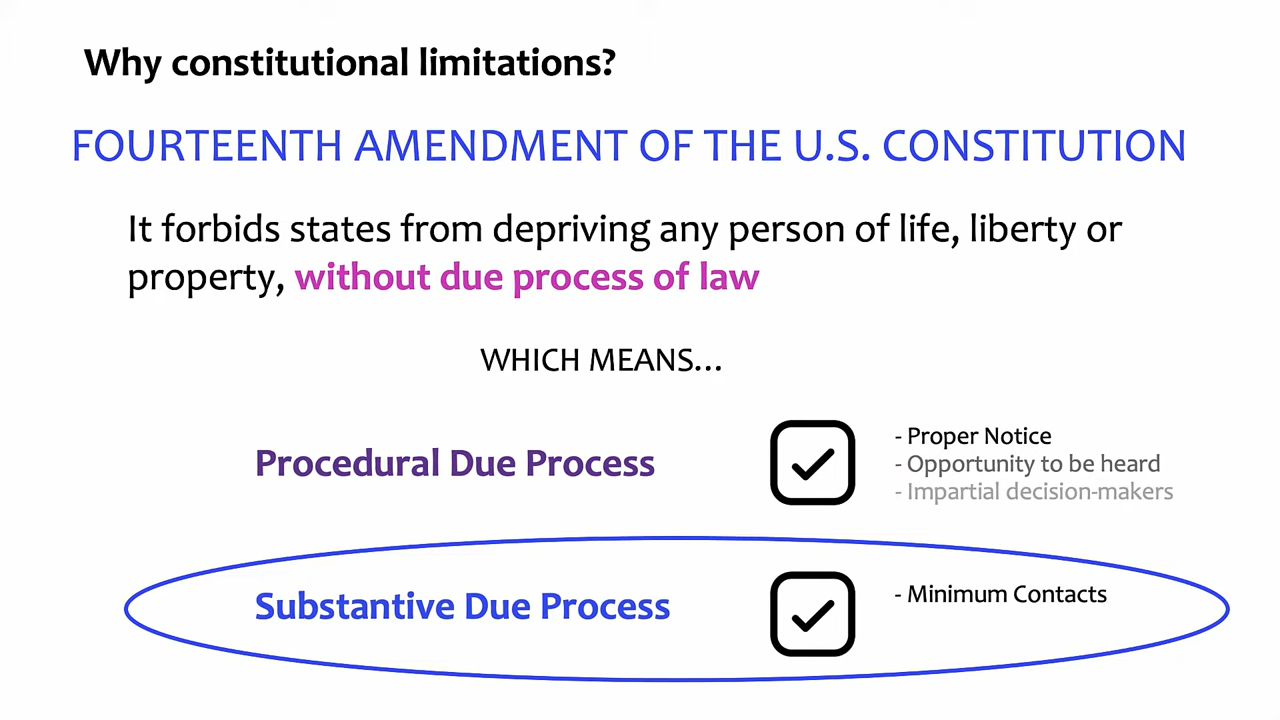 Why constitutional limitations?
FOURTEENTH AMENDMENT OF THE U.S. CONSTITUTION
It forbids states from depriving any person of life, liberty or
property, without due process of law
WHICH MEANS...
Procedural Due Process
- Proper Notice
- Opportunity to be heard
- Impartial decision-makers
Substantive Due Process
- Minimum Contacts